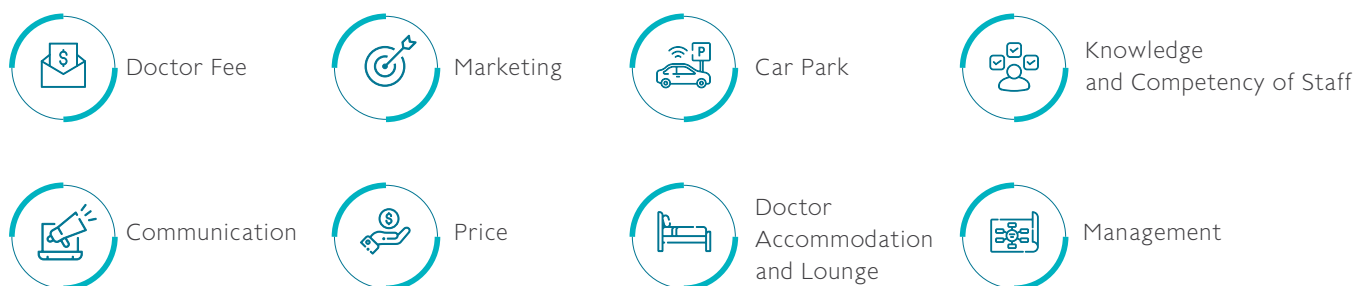 Doctor Fee
Marketing
P
Car Park
Knowledge
and Competency of Staff
$
Communication
$
Price
Doctor
Accommodation
and Lounge
Management